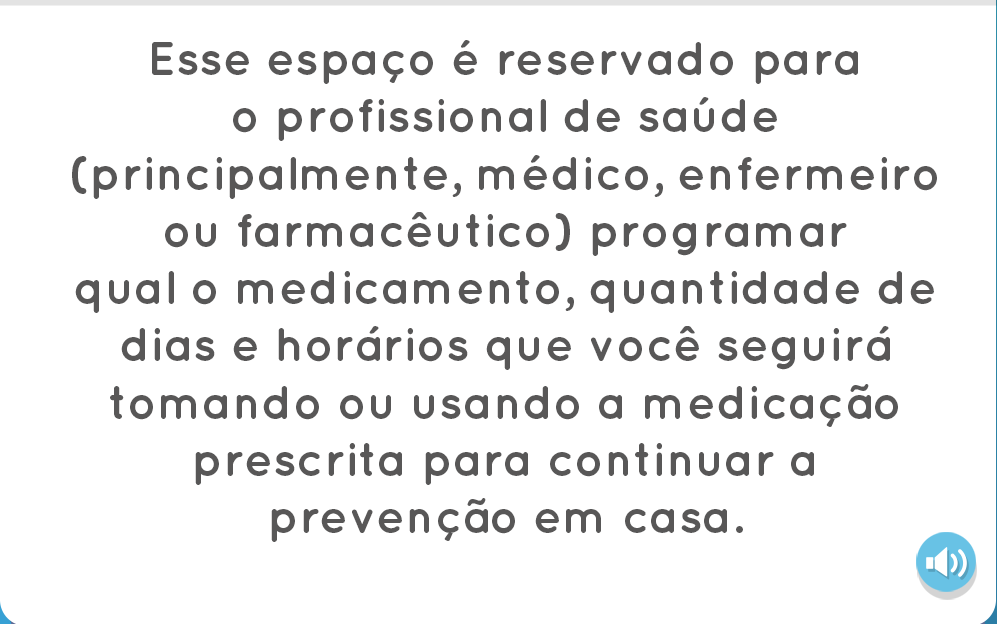 Esse espaço é reservado para
o profissional de saúde
(principalmente, médico, enfermeiro
ou farmacêutico) programar
qual o medicamento, quantidade de
dias e horários que você seguirá
tomando ou usando a medicação
prescrita para continuar a
prevenção em casa.